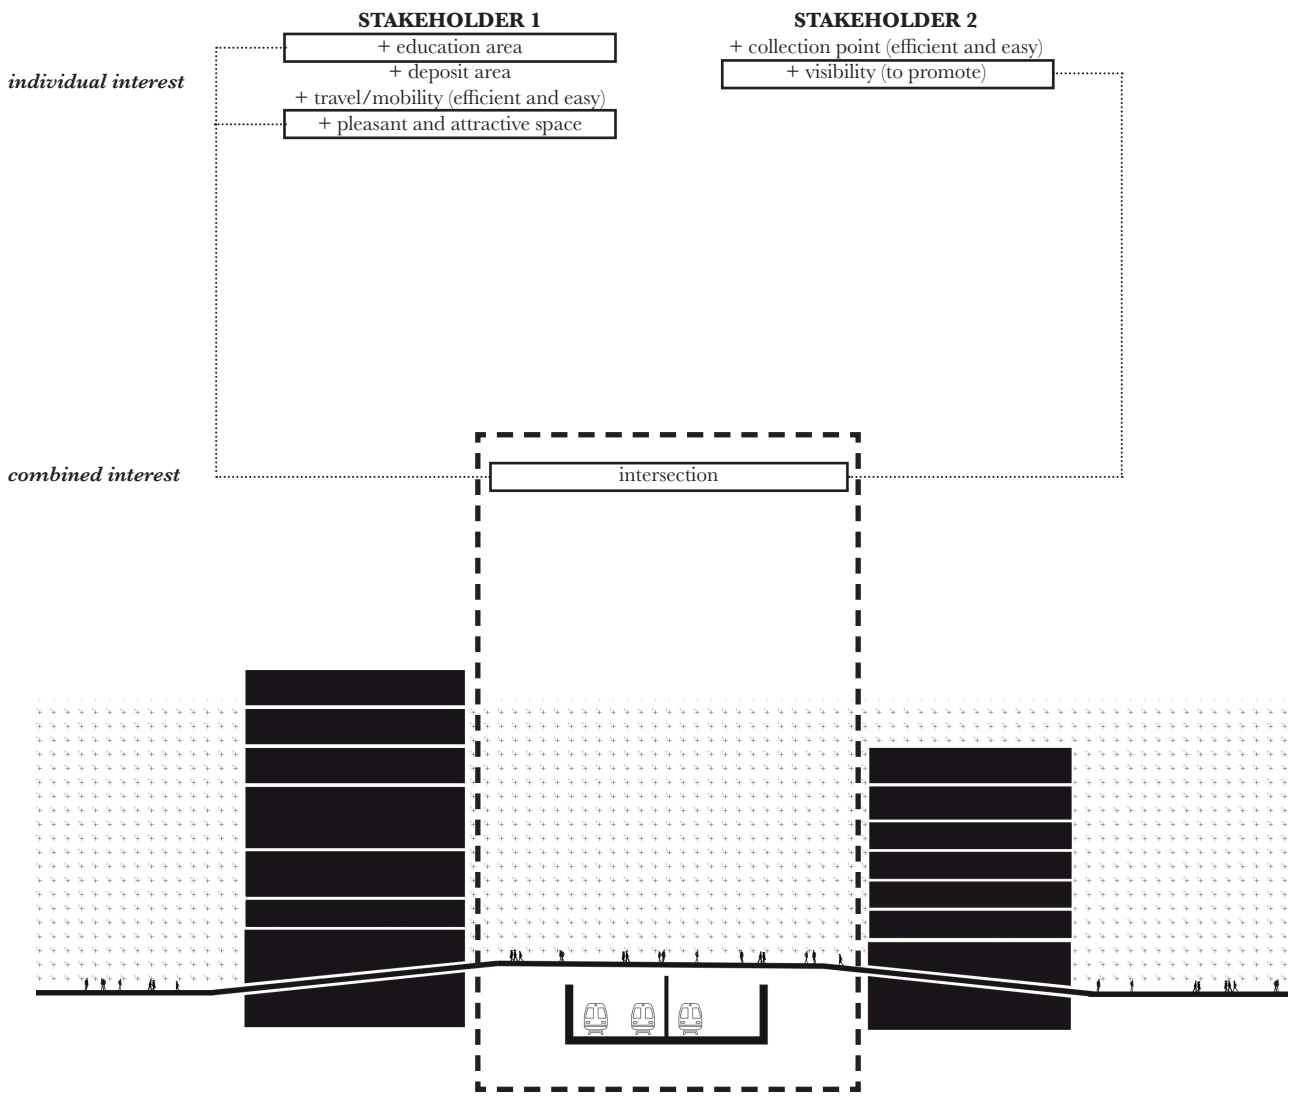 STAKEHOLDER 1
+ education area
+ deposit area
+ travel/mobility (efficient and easy)
+ pleasant and attractive space
STAKEHOLDER 2
+ collection point (efficient and easy)
+ visibility (to promote)
individual interest
combined interest
intersection